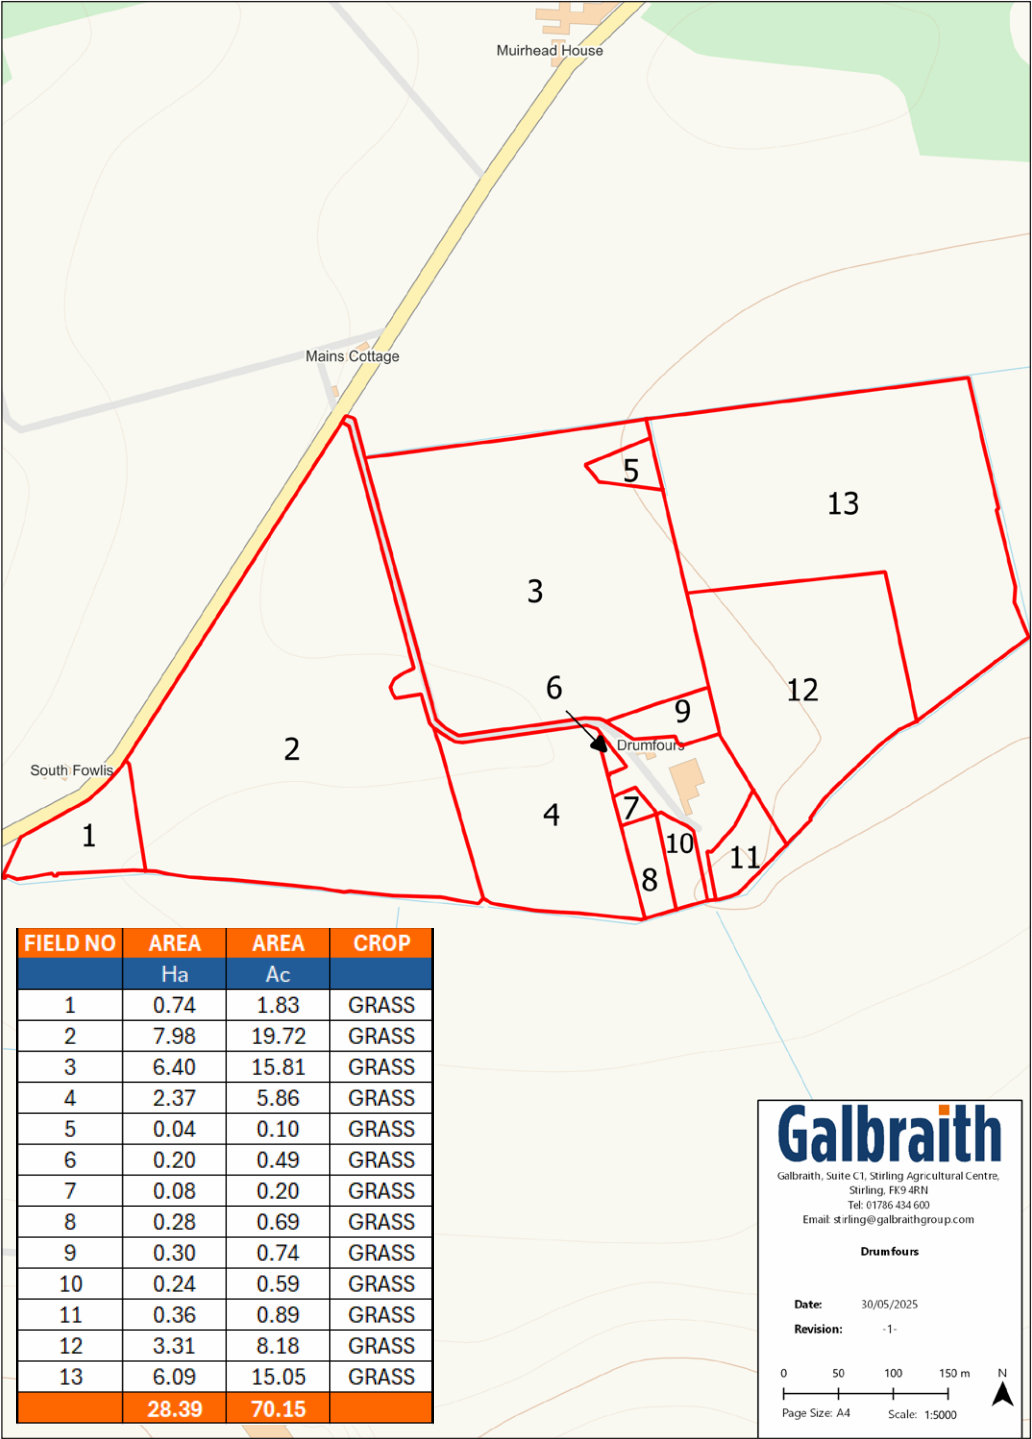 Muirhead House
Mains Cottage
5
13
3
6
12
9
2
Drumfours
South Fowlis
4
7
1
10
11
8
FIELD NO AREA AREA CROP
Ha Ac
1 0.74 1.83 GRASS
2 7.98 19.72 GRASS
3 6.40 15.81 GRASS
4 2.37 5.86 GRASS
5 0.04 0.10 GRASS
6 0.20 0.49 GRASS
7 0.08 0.20 GRASS
8 0.28 0.69 GRASS
9 0.30 0.74 GRASS
10 0.24 0.59 GRASS
11 0.36 0.89 GRASS
12 3.31 8.18 GRASS
13 6.09 15.05 GRASS
28.39 70.15
Galbraith
Galbraith, Suite C1, Stirling Agricultural Centre,
Stirling, FK9 4RN
Tel: 01786 434 600
Email: stirling@galbraithgroup.com
Drumfours
Date: 30/05/2025
Revision: -1-
0 50 100 150 m N
Page Size: A4 Scale: 1:5000